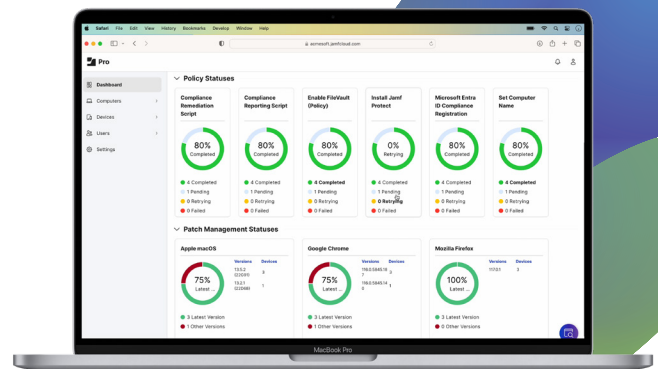 Safari File Edit View History Bookmarks Develop Window Help
acmesoft.jamfcloud.com
Pro
Dashboard
Computers
Devices
Users
Settings
Policy Statuses
Compliance Remediation Script
80%
Completed
4 Completed
1 Pending
0 Retrying
0 Failed
Compliance Reporting Script
80%
Completed
4 Completed
1 Pending
0 Retrying
0 Failed
Enable FileVault (Policy)
80%
Completed
4 Completed
1 Pending
0 Retrying
0 Failed
Install Jamf Protect
0%
Retrying
4 Completed
1 Pending
0 Retrying
0 Failed
Microsoft Entra ID Compliance Registration
80%
Completed
4 Completed
1 Pending
0 Retrying
0 Failed
Set Computer Name
80%
Completed
4 Completed
1 Pending
0 Retrying
0 Failed
Patch Management Statuses
Apple macOS
75%
Latest ...
Versions Devices
3
1
3 Latest Version
1 Other Versions
Google Chrome
75%
Latest ...
Versions Devices
3
1
3 Latest Version
1 Other Versions
Mozilla Firefox
100%
Latest ...
Versions Devices
117.0.1 3
3 Latest Version
0 Other Versions
MacBook Pro